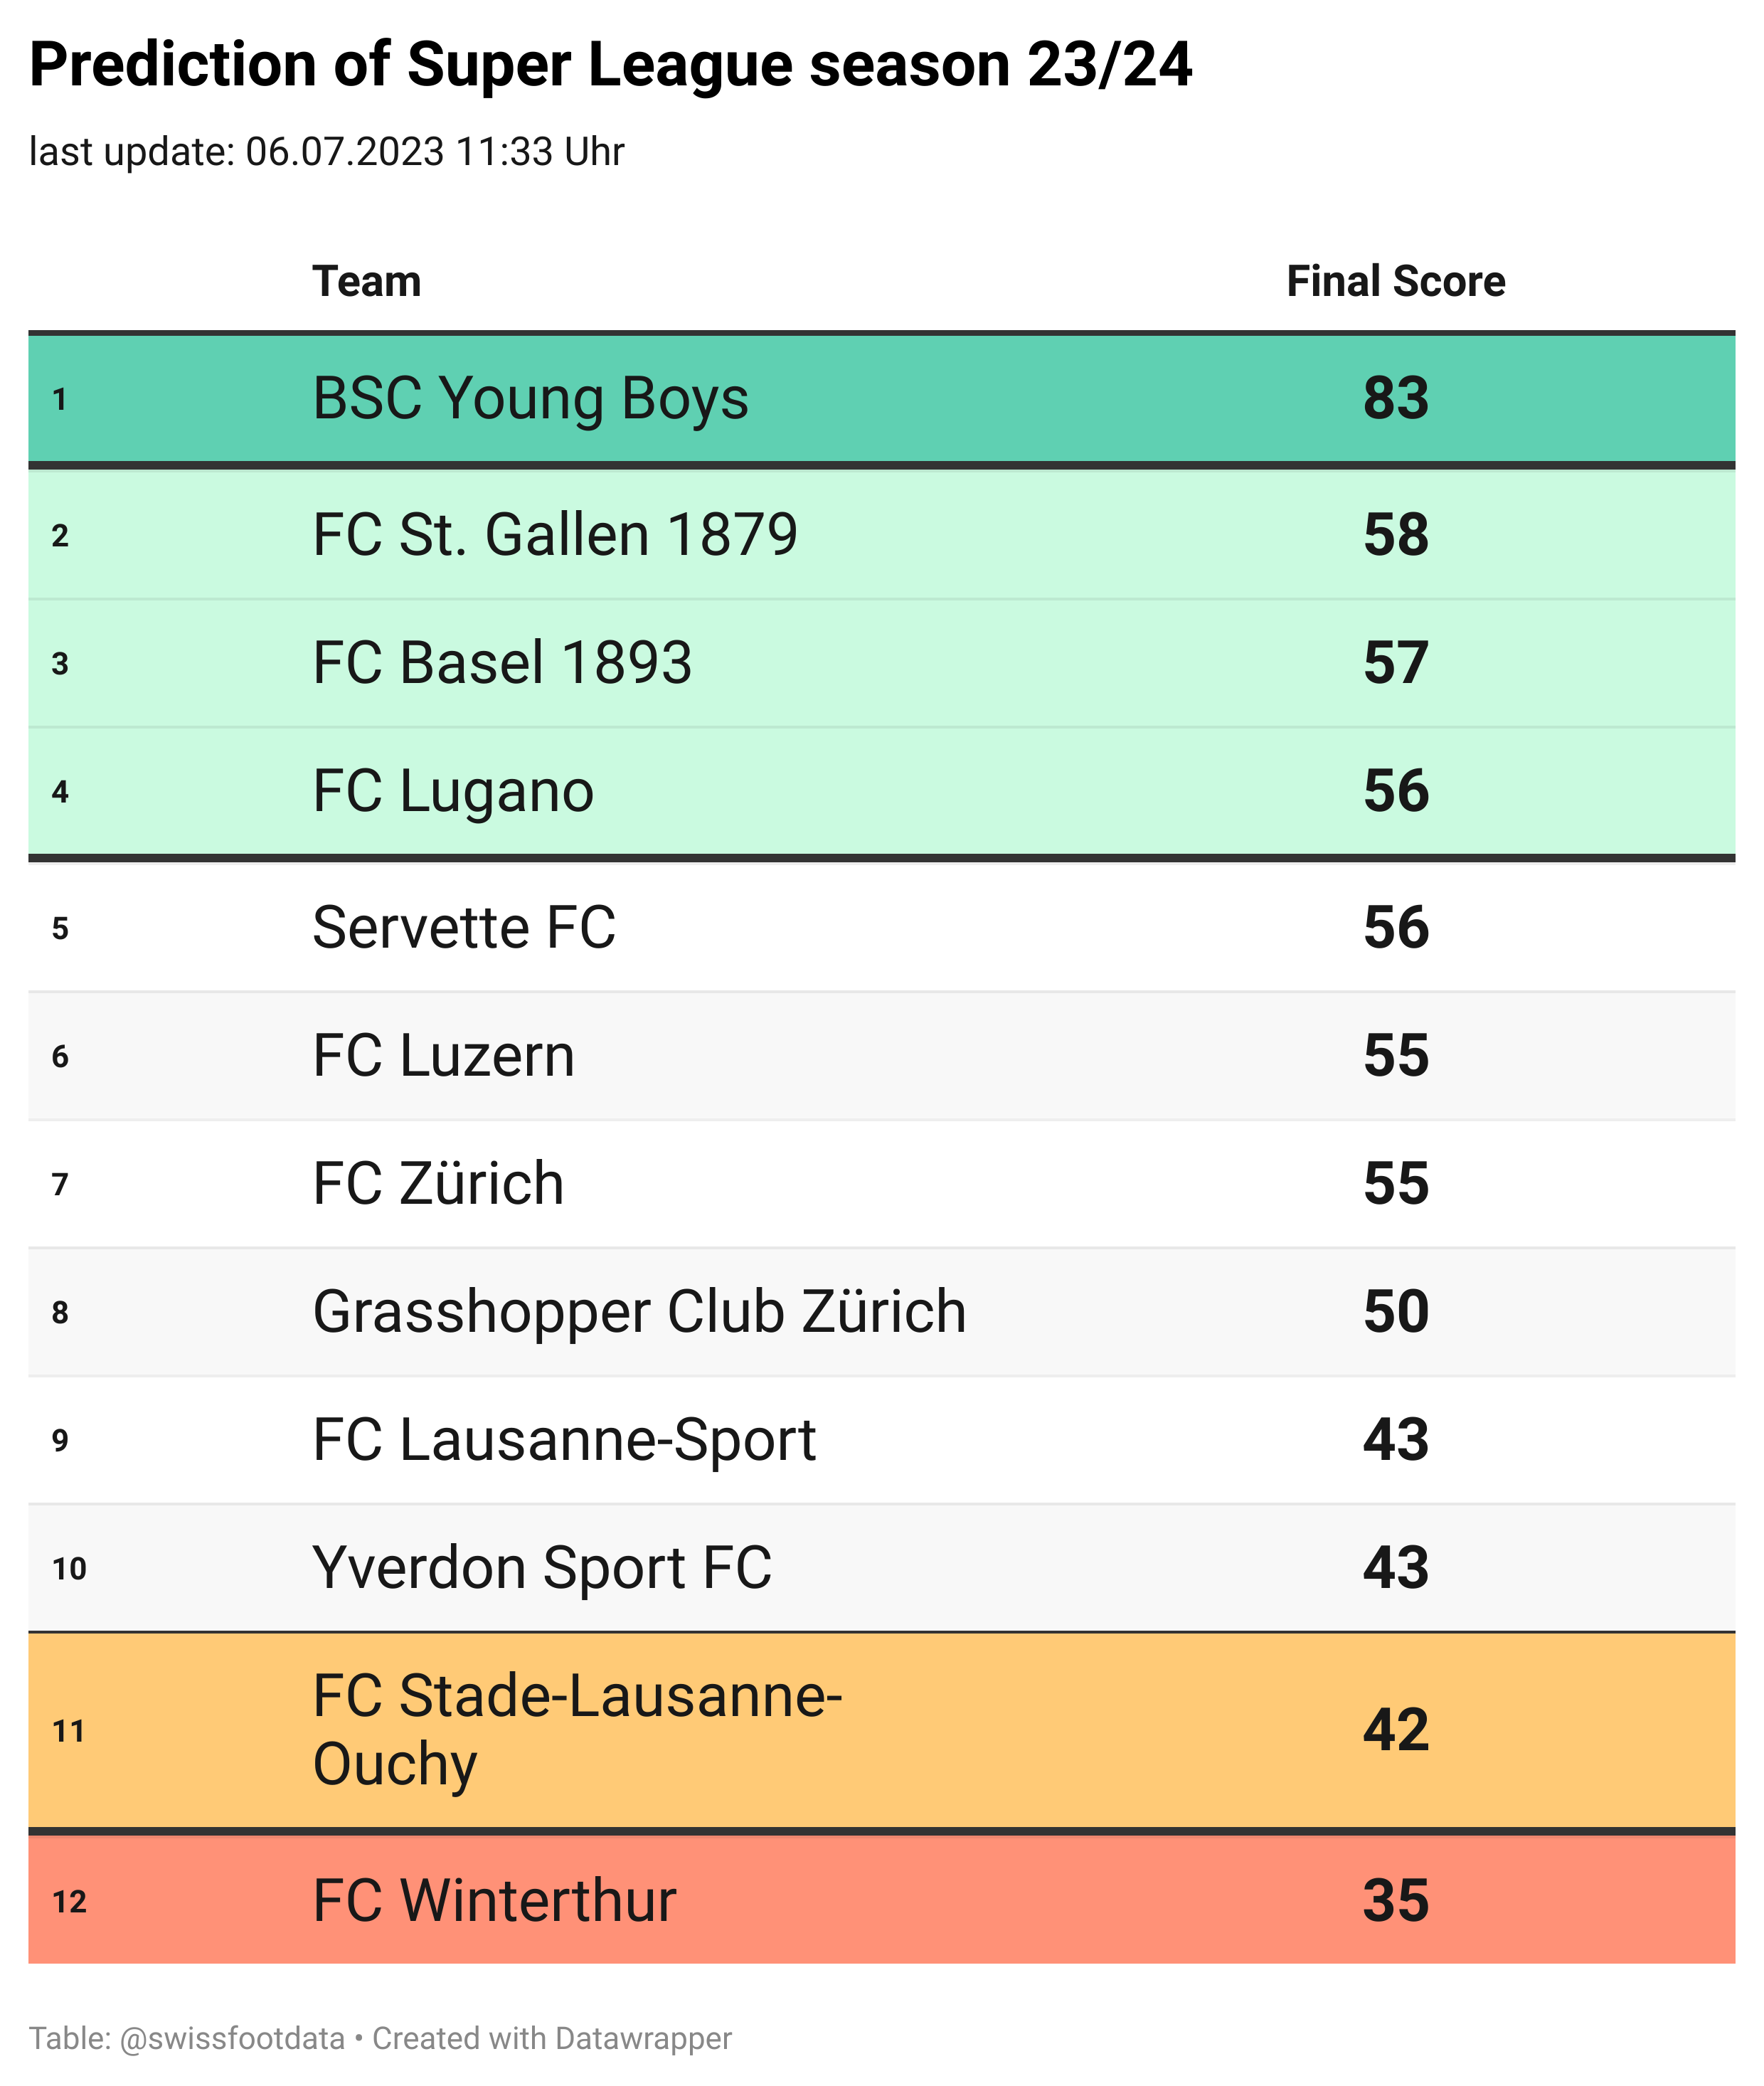 Prediction of Super League season 23/24
last update: 06.07.2023 11:33 Uhr
Team Final Score
1 BSC Young Boys 83
2 FC St. Gallen 1879 58
3 FC Basel 1893 57
4 FC Lugano 56
5 Servette FC 56
6 FC Luzern 55
7 FC Zürich 55
8 Grasshopper Club Zürich 50
9 FC Lausanne-Sport 43
10 Yverdon Sport FC 43
11 FC Stade-Lausanne-
Ouchy 42
12 FC Winterthur 35
Table: @swissfootdata • Created with Datawrapper